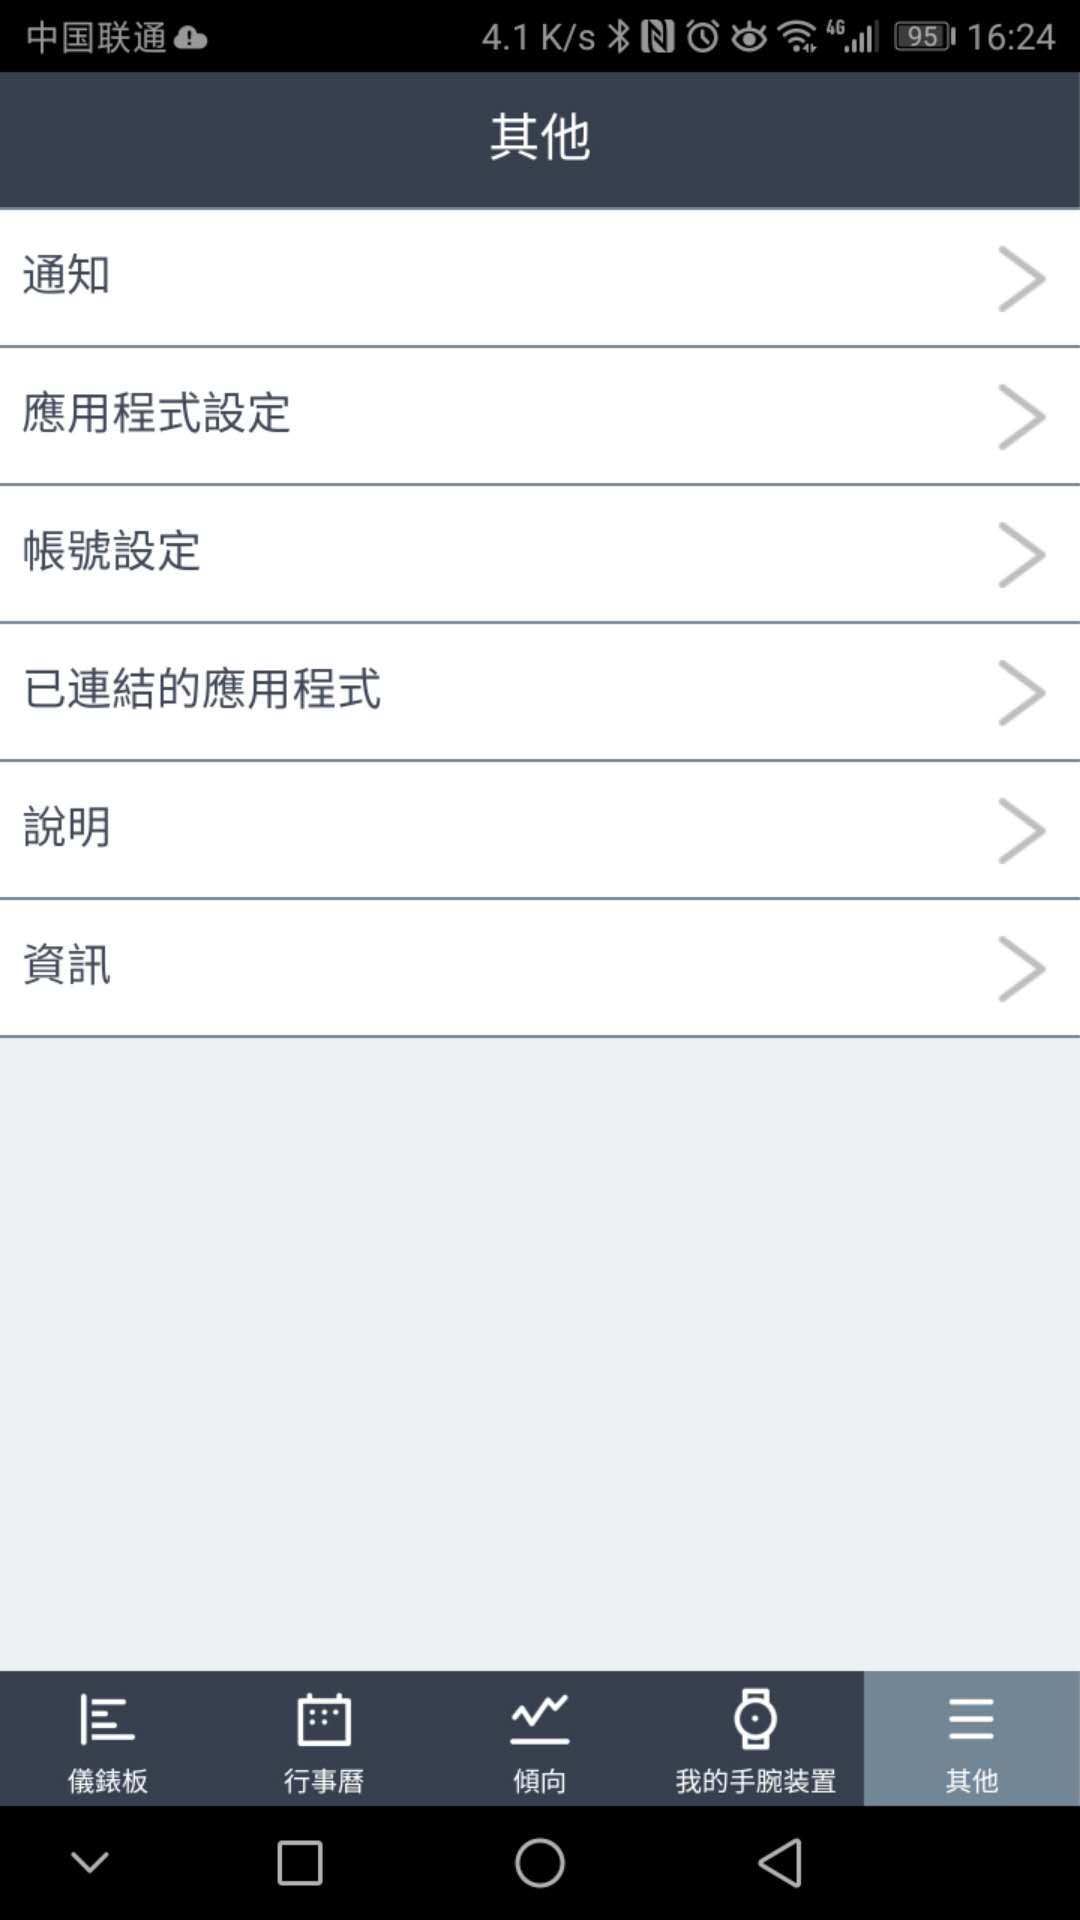 中国联通 4.1 K/s 4G 95 16:24
其他
通知
應用程式設定
帳號設定
已連結的應用程式
說明
資訊
儀錶板 行事曆 傾向 我的手腕裝置 其他